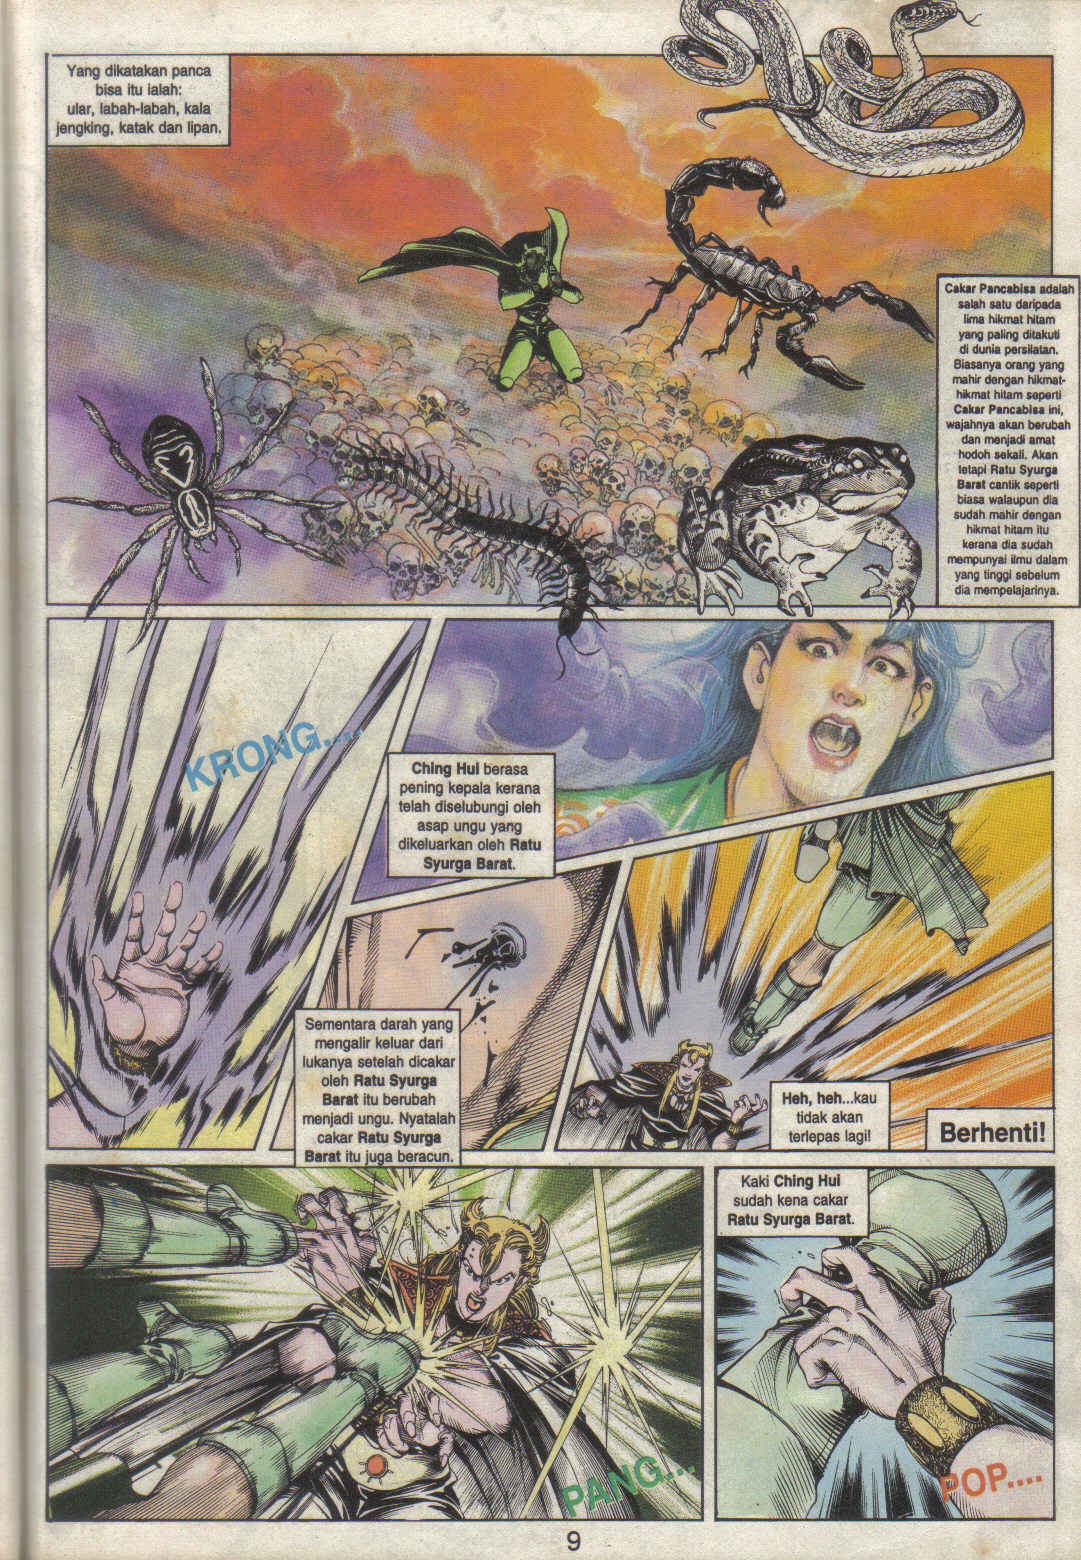 Yang dikatakan panca
bisa itu ialah:
ular, labah-labah, kala
jengking, katak dan lipan.
Cakar Pancabisa adalah
salah satu daripada
lima hikmat hitam
yang paling ditakuti
di dunia persilatan.
Biasanya orang yang
mahir dengan hikmat-
hikmat hitam seperti
Cakar Pancabisa ini,
wajahnya akan berubah
dan menjadi amat
hodoh sekali. Akan
tetapi Ratu Syurga
Barat cantik seperti
biasa walaupun dia
sudah mahir dengan
hikmat hitam itu
kerana dia sudah
mempunyai ilmu dalam
yang tinggi sebelum
dia mempelajarinya.
KRONG....
Ching Hui berasa
pening kepala kerana
telah diselubungi oleh
asap ungu yang
dikeluarkan oleh Ratu
Syurga Barat.
Sementara darah yang
mengalir keluar dari
lukanya setelah dicakar
oleh Ratu Syurga
Barat itu berubah
menjadi ungu. Nyatalah
cakar Ratu Syurga
Barat itu juga beracun.
Heh, heh...kau
tidak akan
terlepas lagi!
Berhenti!
PANG....
Kaki Ching Hui
sudah kena cakar
Ratu Syurga Barat.
POP....
9